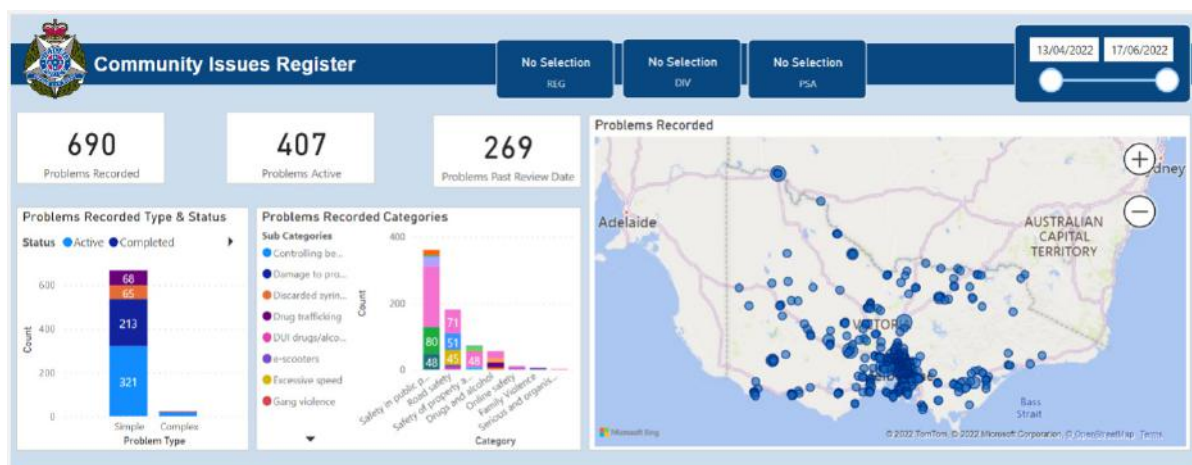 Community Issues Register
No Selection
REG
No Selection
DIV
No Selection
PSA
13/04/2022
17/06/2022
690
Problems Recorded
407
Problems Active
269
Problems Past Review Date
Problems Recorded Type & Status
Status Active Completed
600
400
200
0
Count
68
65
213
321
Simple
Complex
Problem Type
Problems Recorded Categories
Sub Categories
Controlling be...
Damage to pro...
Discarded syrin...
Drug trafficking
DUI drugs/alco...
e-scooters
Excessive speed
Gang violence
Count
400
200
0
80
48
71
51
45
48
Safety in public p...
Road safety
Safety of property a...
Drugs and alcohol
Online safety
Family Violence
Serious and organis...
Category
Problems Recorded
Adelaide
AUSTRALIAN
CAPITAL
TERRITORY
Bass
Strait
Microsoft Bing
© 2022 TomTom, © 2022 Microsoft Corporation, © OpenStreetMap Terms